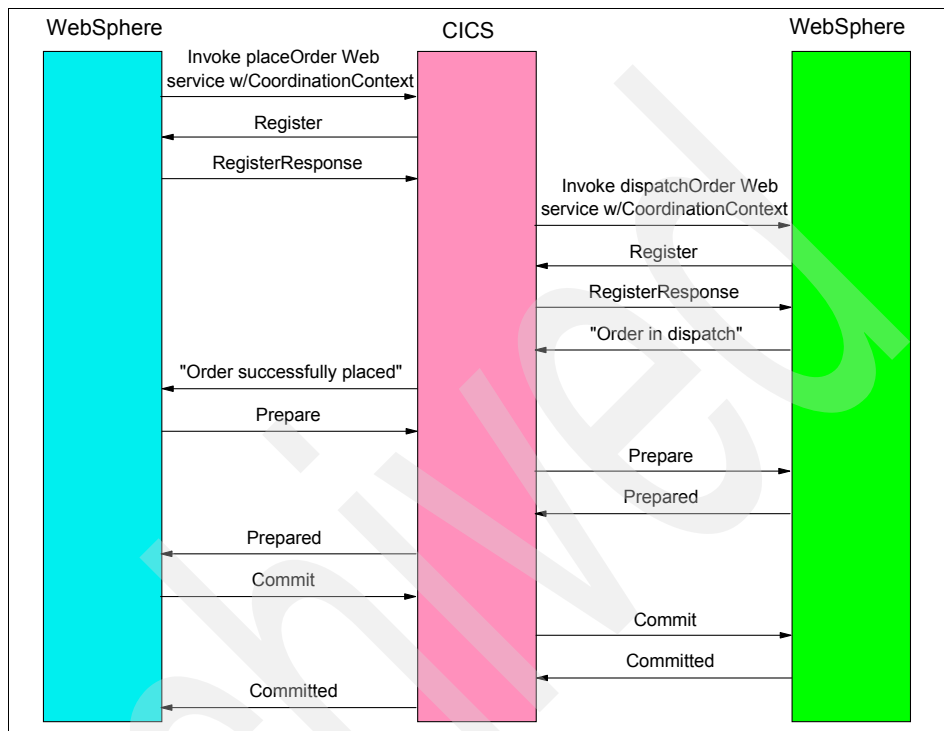 WebSphere
CICS
WebSphere
Invoke placeOrder Web
service w/CoordinationContext
Register
RegisterResponse
Invoke dispatchOrder Web
service w/CoordinationContext
Register
RegisterResponse
"Order in dispatch"
"Order successfully placed"
Prepare
Prepare
Prepared
Prepared
Commit
Commit
Committed
Committed